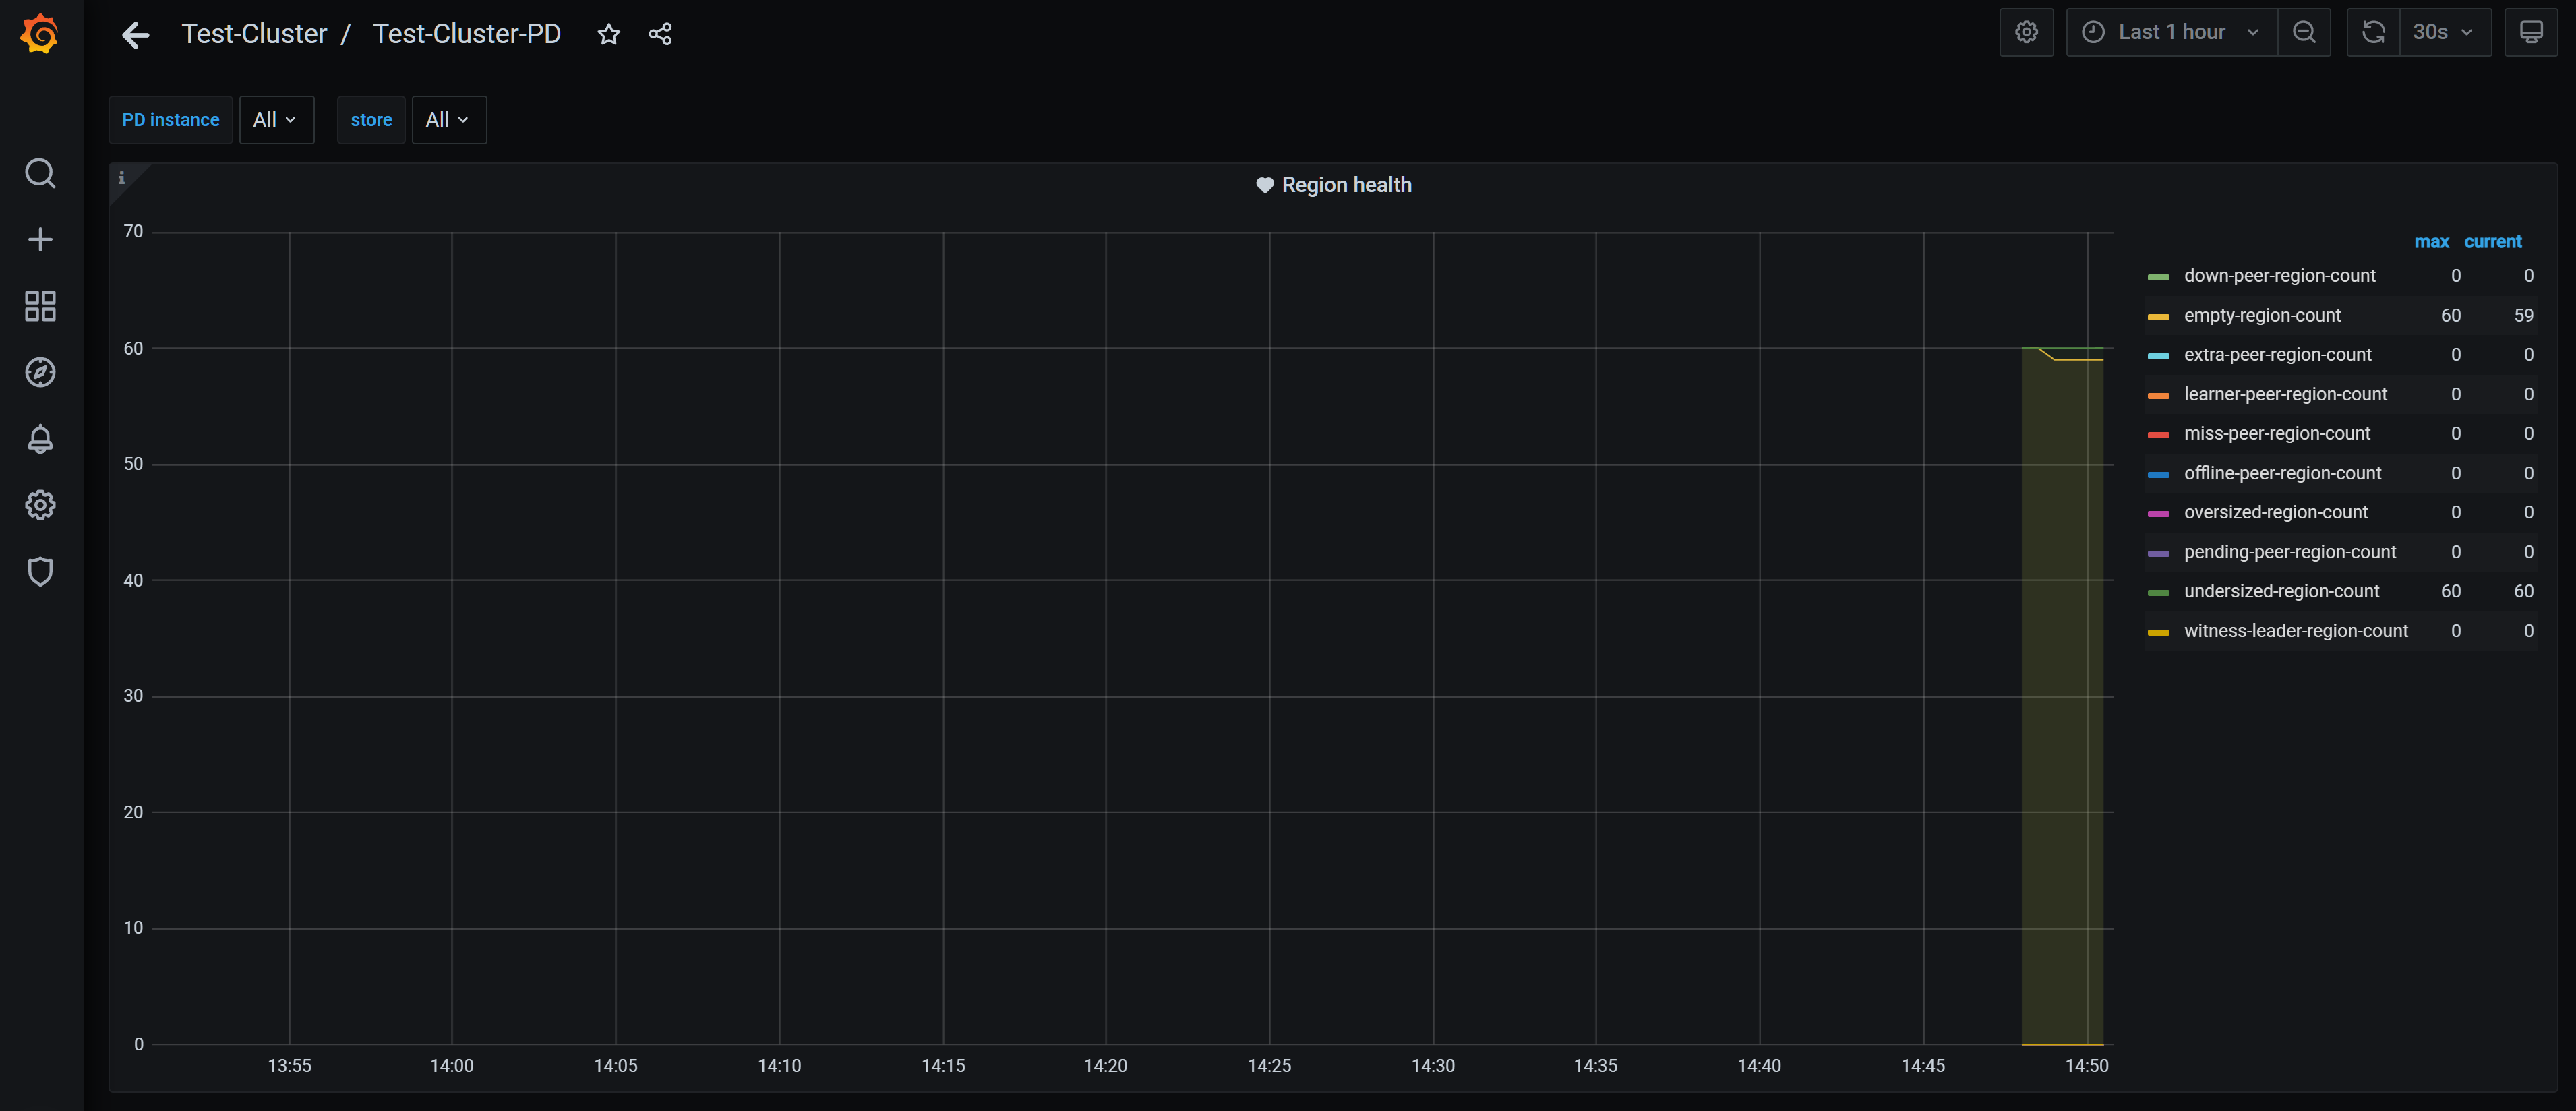 Test-Cluster / Test-Cluster-PD
Last 1 hour
30s
PD instance All store All
i
Region health
70
60
50
40
30
20
10
0
13:55 14:00 14:05 14:10 14:15 14:20 14:25 14:30 14:35 14:40 14:45 14:50
max current
down-peer-region-count 0 0
empty-region-count 60 59
extra-peer-region-count 0 0
learner-peer-region-count 0 0
miss-peer-region-count 0 0
offline-peer-region-count 0 0
oversized-region-count 0 0
pending-peer-region-count 0 0
undersized-region-count 60 60
witness-leader-region-count 0 0